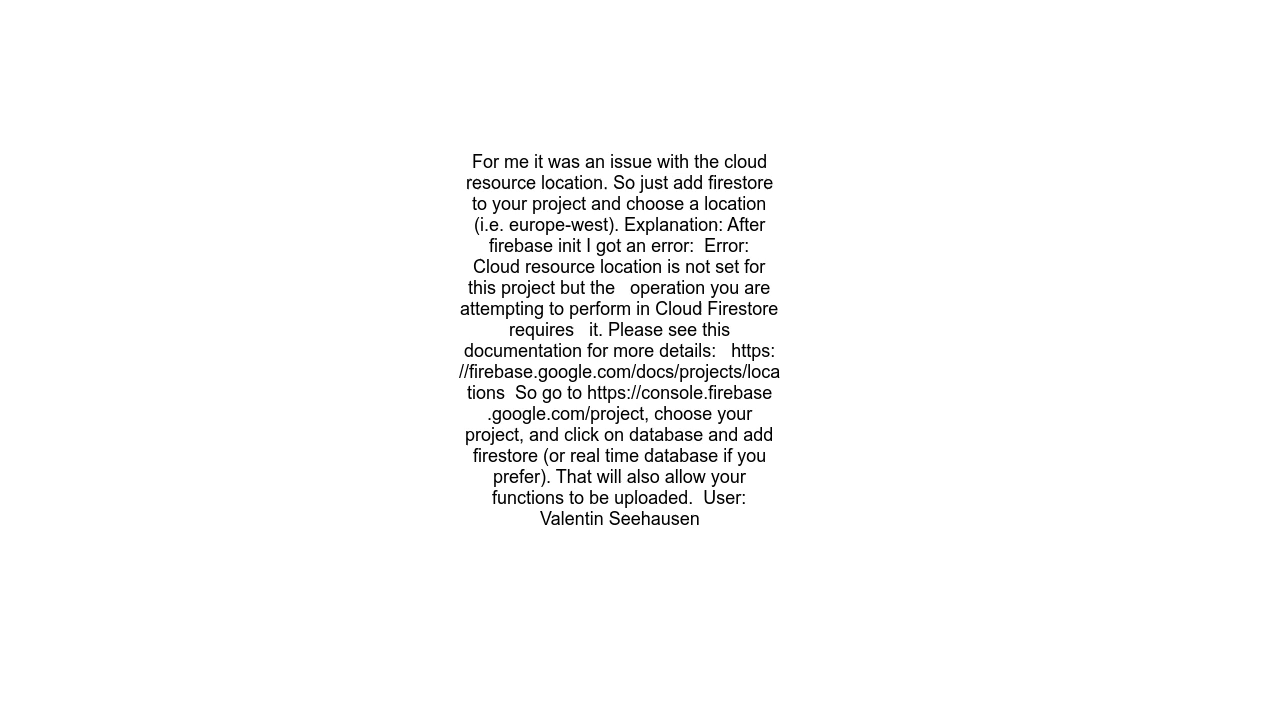 For me it was an issue with the cloud
resource location. So just add firestore
to your project and choose a location
(i.e. europe-west). Explanation: After
firebase init I got an error:  Error:
Cloud resource location is not set for
this project but the   operation you are
attempting to perform in Cloud Firestore
requires   it. Please see this
documentation for more details:   https:
//firebase.google.com/docs/projects/loca
tions  So go to https://console.firebase
.google.com/project, choose your
project, and click on database and add
firestore (or real time database if you
prefer). That will also allow your
functions to be uploaded.  User:
Valentin Seehausen